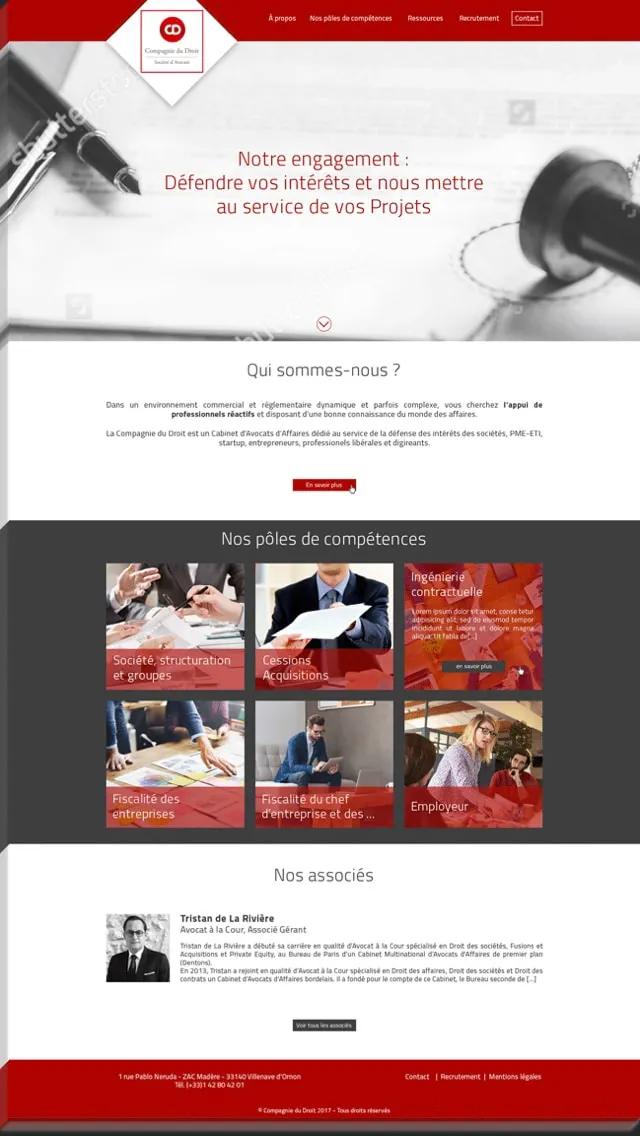 À propos
Nos pôles de compétences
Ressources
Recrutement
Contact
CD
Compagnie du Droit
Société d'Avocats
shutterstock
Notre engagement :
Défendre vos intérêts et nous mettre
au service de vos Projets
Qui sommes-nous ?
Dans un environnement commercial et réglementaire dynamique et parfois complexe, vous cherchez l'appui de
professionnels réactifs et disposant d'une bonne connaissance du monde des affaires.
La Compagnie du Droit est un Cabinet d'Avocats d'Affaires dédié au service de la défense des intérêts des sociétés, PME-ETI,
startup, entrepreneurs, professionels libérales et digireants.
En savoir plus
Nos pôles de compétences
Société, structuration
et groupes
Cessions
Acquisitions
Ingénierie
contractuelle
Lorem ipsum dolor sit amet, conse tetur
adipisicing elit, sed do eiusmod tempor
incididunt ut labore et dolore magna
aliqua. Ut fabla de[...]
en savoir plus
Fiscalité des
entreprises
Fiscalité du chef
d'entreprise et des ...
Employeur
Nos associés
Tristan de La Rivière
Avocat à la Cour, Associé Gérant
Tristan de La Rivière a débuté sa carrière en qualité d'Avocat à la Cour spécialisé en Droit des sociétés, Fusions et
Acquisitions et Private Equity, au Bureau de Paris d'un Cabinet Multinational d'Avocats d'Affaires de premier plan
(Dentons).
En 2013, Tristan a rejoint en qualité d'Avocat à la Cour spécialisé en Droit des affaires, Droit des sociétés et Droit des
contrats un Cabinet d'Avocats d'Affaires bordelais. Il a fondé pour le compte de ce Cabinet, le Bureau seconde de [...]
Voir tous les associés
1 rue Pablo Neruda - ZAC Madère - 33140 Villenave d'Ornon
Tél. (+33)1 42 80 42 01
Contact | Recrutement | Mentions légales
© Compagnie du Droit 2017 - Tous droits réservés